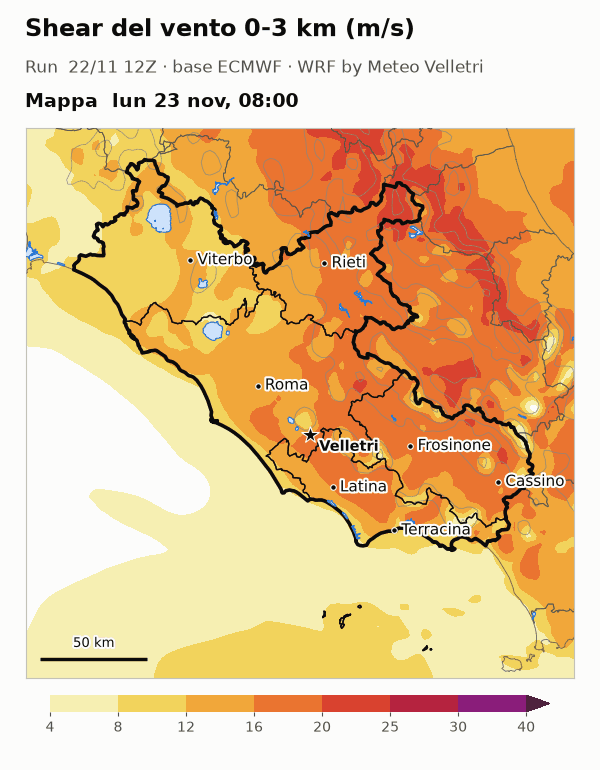 Shear del vento 0-3 km (m/s)
Run  22/11 12Z · base ECMWF · WRF by Meteo Velletri
Mappa  lun 23 nov, 08:00
Viterbo
Rieti
Roma
Velletri
Frosinone
Latina
Cassino
Terracina
50 km
4 8 12 16 20 25 30 40